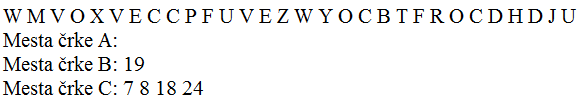 W M V O X V E C C P F U V E Z W Y O C B T F R O C D H D J U
Mesta črke A:
Mesta črke B: 19
Mesta črke C: 7 8 18 24